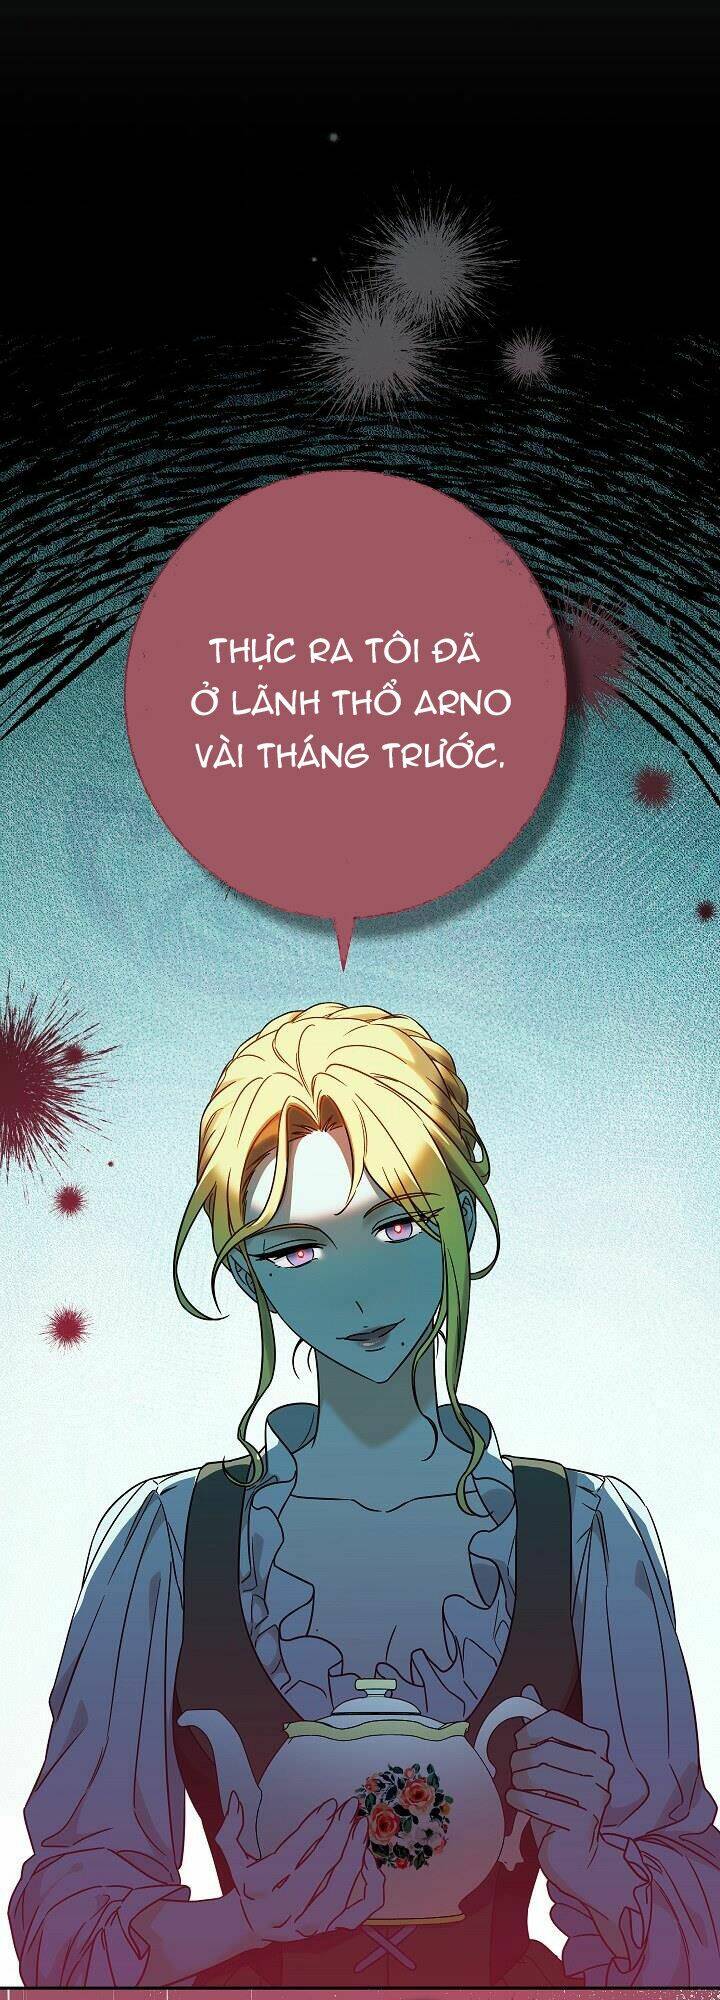 THỰC RA TÔI ĐÃ
Ở LÃNH THỔ ARNO
VÀI THÁNG TRƯỚC.